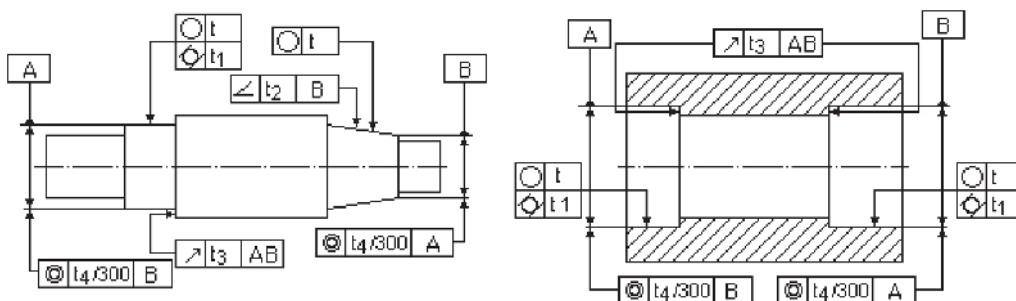 ○ t
⌭ t1
○ t
A
∠ t2 B
B
↗ t3 AB
◎ t4/300 A
◎ t4/300 B
↗ t3 AB
A
B
○ t
⌭ t1
○ t
⌭ t1
◎ t4/300 B
◎ t4/300 A